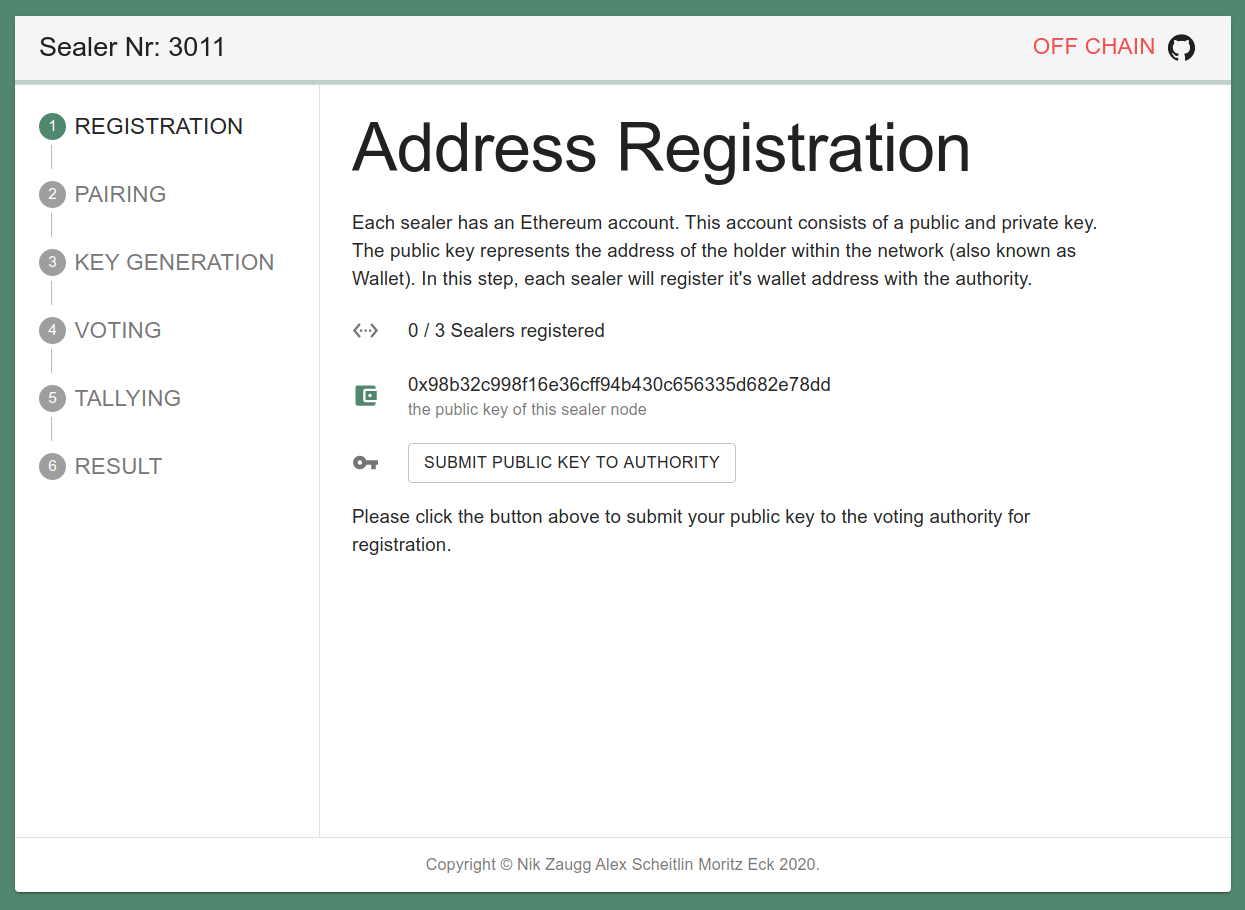 Sealer Nr: 3011
OFF CHAIN
1 REGISTRATION
2 PAIRING
3 KEY GENERATION
4 VOTING
5 TALLYING
6 RESULT
Address Registration
Each sealer has an Ethereum account. This account consists of a public and private key.
The public key represents the address of the holder within the network (also known as
Wallet). In this step, each sealer will register it's wallet address with the authority.
0 / 3 Sealers registered
0x98b32c998f16e36cff94b430c656335d682e78dd
the public key of this sealer node
SUBMIT PUBLIC KEY TO AUTHORITY
Please click the button above to submit your public key to the voting authority for
registration.
Copyright © Nik Zaugg Alex Scheitlin Moritz Eck 2020.